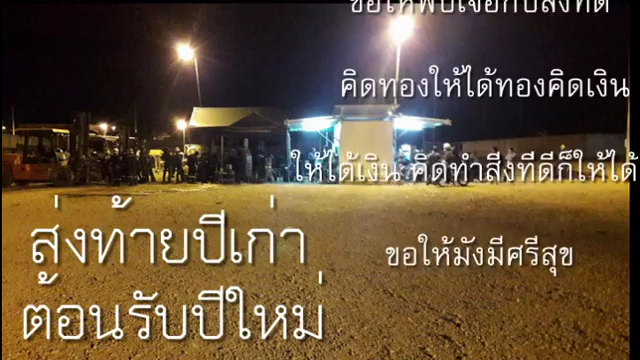 ขอให้พบเจอกับสิ่งที่ดี
คิดทองให้ได้ทองคิดเงิน
ให้ได้เงิน คิดทำสิ่งที่ดีก็ให้ได้
ส่งท้ายปีเก่า
ขอให้มังมีศรีสุข
ต้อนรับปีใหม่